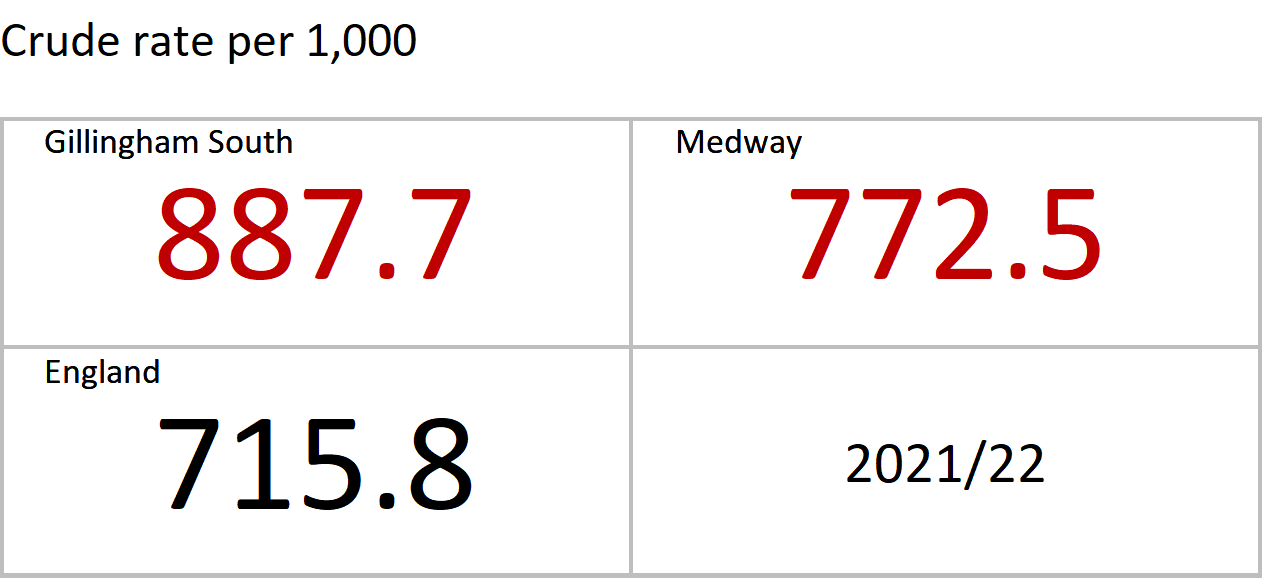 Crude rate per 1,000
Gillingham South
887.7
Medway
772.5
England
715.8
2021/22